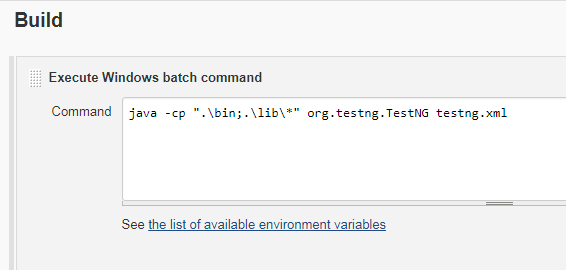 Build
Execute Windows batch command
Command
java -cp ".\bin;.\lib\*" org.testng.TestNG testng.xml
See the list of available environment variables